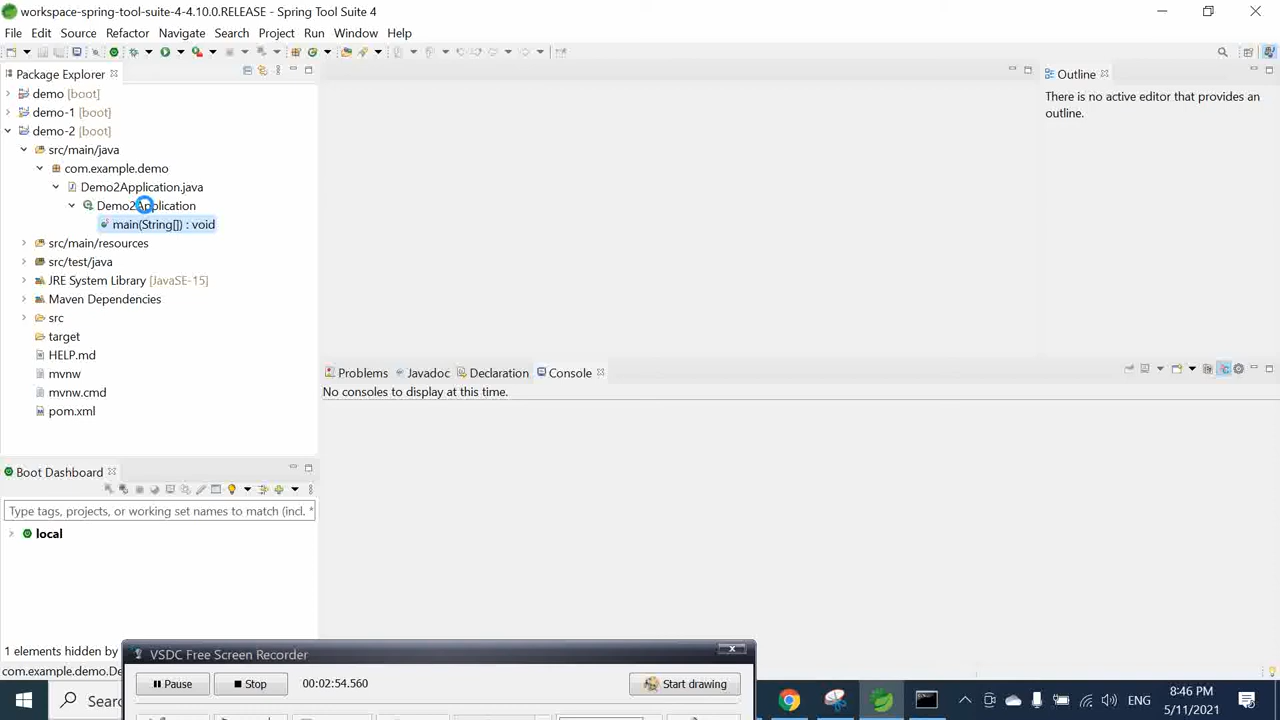 workspace-spring-tool-suite-4-4.10.0.RELEASE - Spring Tool Suite 4
File Edit Source Refactor Navigate Search Project Run Window Help
Package Explorer
demo [boot]
demo-1 [boot]
demo-2 [boot]
src/main/java
com.example.demo
Demo2Application.java
Demo2Application
main(String[]) : void
src/main/resources
src/test/java
JRE System Library [JavaSE-15]
Maven Dependencies
src
target
HELP.md
mvnw
mvnw.cmd
pom.xml
Outline
There is no active editor that provides an
outline.
Problems Javadoc Declaration Console
No consoles to display at this time.
Boot Dashboard
Type tags, projects, or working set names to match (incl. *
local
1 elements hidden by
com.example.demo.De
VSDC Free Screen Recorder
Pause Stop 00:02:54.560 Start drawing
Searc
ENG
8:46 PM
5/11/2021